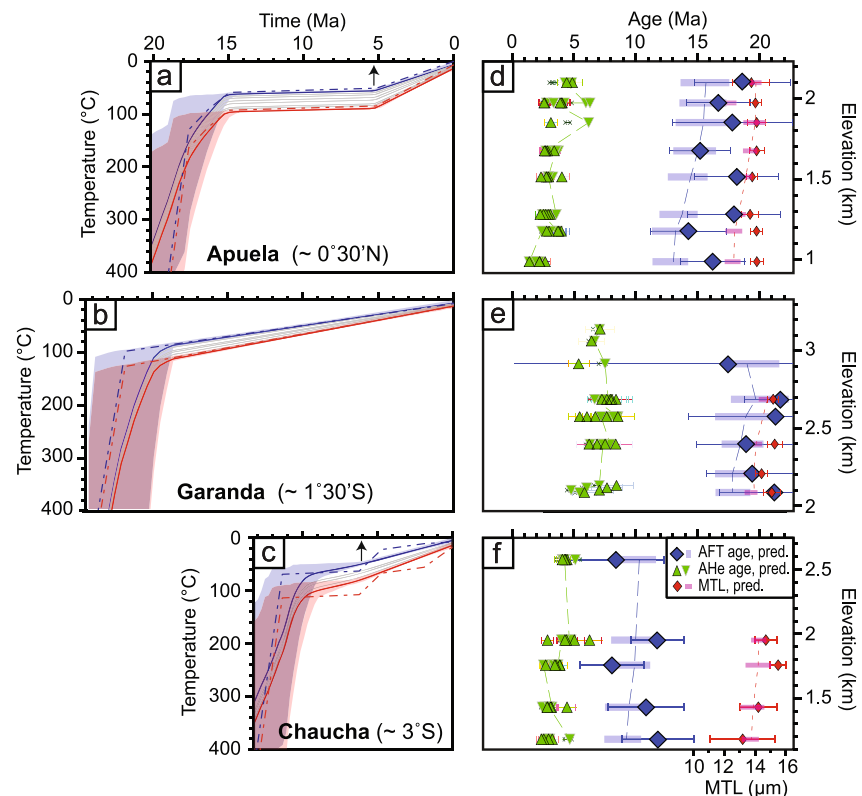 Time (Ma)
20 15 10 5 0
Age (Ma)
0 5 10 15 20
a
0
100
200
300
400
Temperature (°C)
Apuela (~ 0˚30'N)
d
2
1.5
1
Elevation (km)
b
0
100
200
300
400
Temperature (°C)
Garanda (~ 1˚30'S)
e
3
2.5
2
Elevation (km)
c
0
100
200
300
400
Temperature (°C)
Chaucha (~ 3˚S)
f
AFT age, pred.
AHe age, pred.
MTL, pred.
2.5
2
1.5
Elevation (km)
10 12 14 16
MTL (µm)